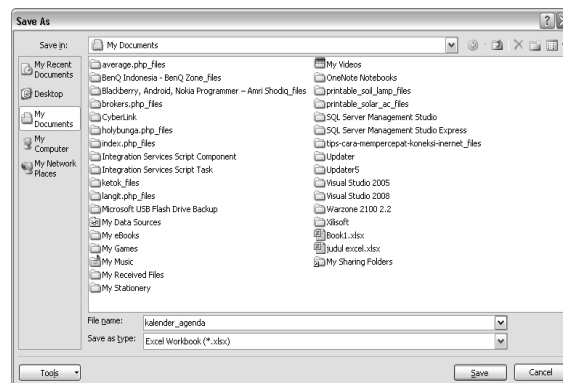 Save As
Save in:
My Documents
My Recent Documents
Desktop
My Documents
My Computer
My Network Places
average.php_files
BenQ Indonesia - BenQ Zone_files
Blackberry, Android, Nokia Programmer – Amri Shodiq_files
brokers.php_files
CyberLink
holybunga.php_files
index.php_files
Integration Services Script Component
Integration Services Script Task
ketok_files
langit.php_files
Microsoft USB Flash Drive Backup
My Data Sources
My eBooks
My Games
My Music
My Received Files
My Stationery
My Videos
OneNote Notebooks
printable_soil_lamp_files
printable_solar_ac_files
SQL Server Management Studio
SQL Server Management Studio Express
tips-cara-mempercepat-koneksi-inernet_files
Updater
Updater5
Visual Studio 2005
Visual Studio 2008
Warzone 2100 2.2
Xilisoft
Book1.xlsx
judul excel.xlsx
My Sharing Folders
File name:
kalender_agenda
Save as type:
Excel Workbook (*.xlsx)
Tools
Save
Cancel